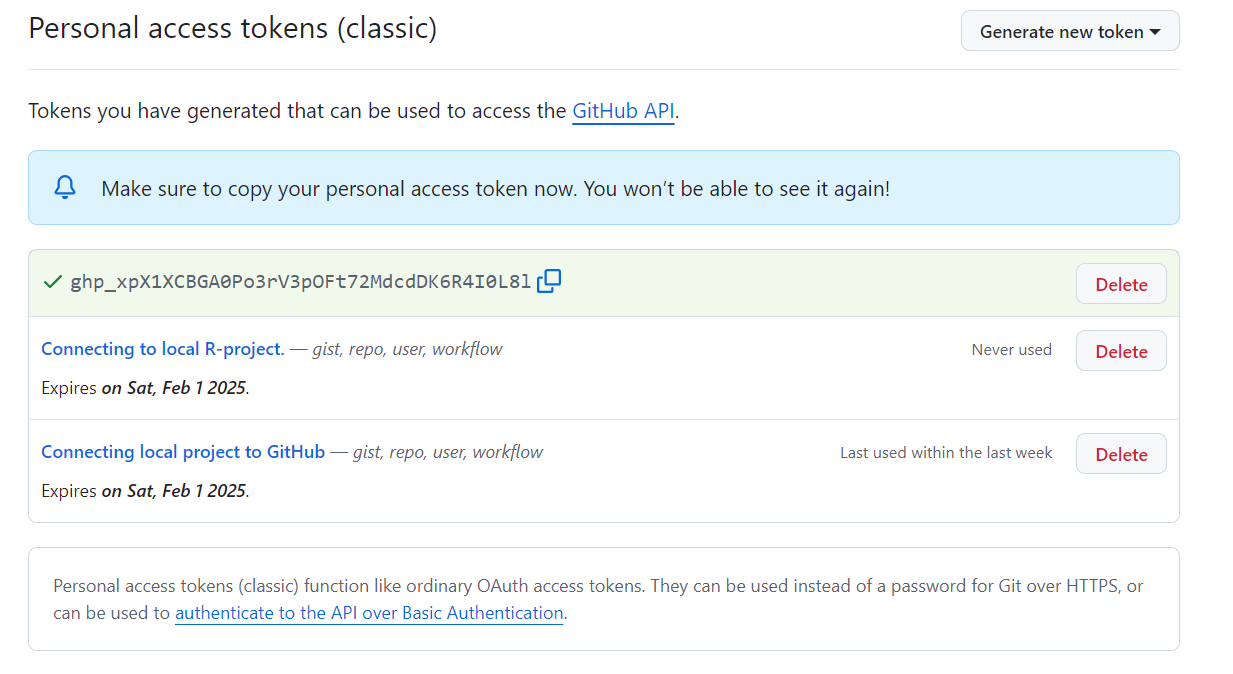 Personal access tokens (classic)
Generate new token
Tokens you have generated that can be used to access the GitHub API.
Make sure to copy your personal access token now. You won’t be able to see it again!
[access token omitted] Delete
Connecting to local R-project. — gist, repo, user, workflow Never used Delete
Expires on Sat, Feb 1 2025.
Connecting local project to GitHub — gist, repo, user, workflow Last used within the last week Delete
Expires on Sat, Feb 1 2025.
Personal access tokens (classic) function like ordinary OAuth access tokens. They can be used instead of a password for Git over HTTPS, or
can be used to authenticate to the API over Basic Authentication.